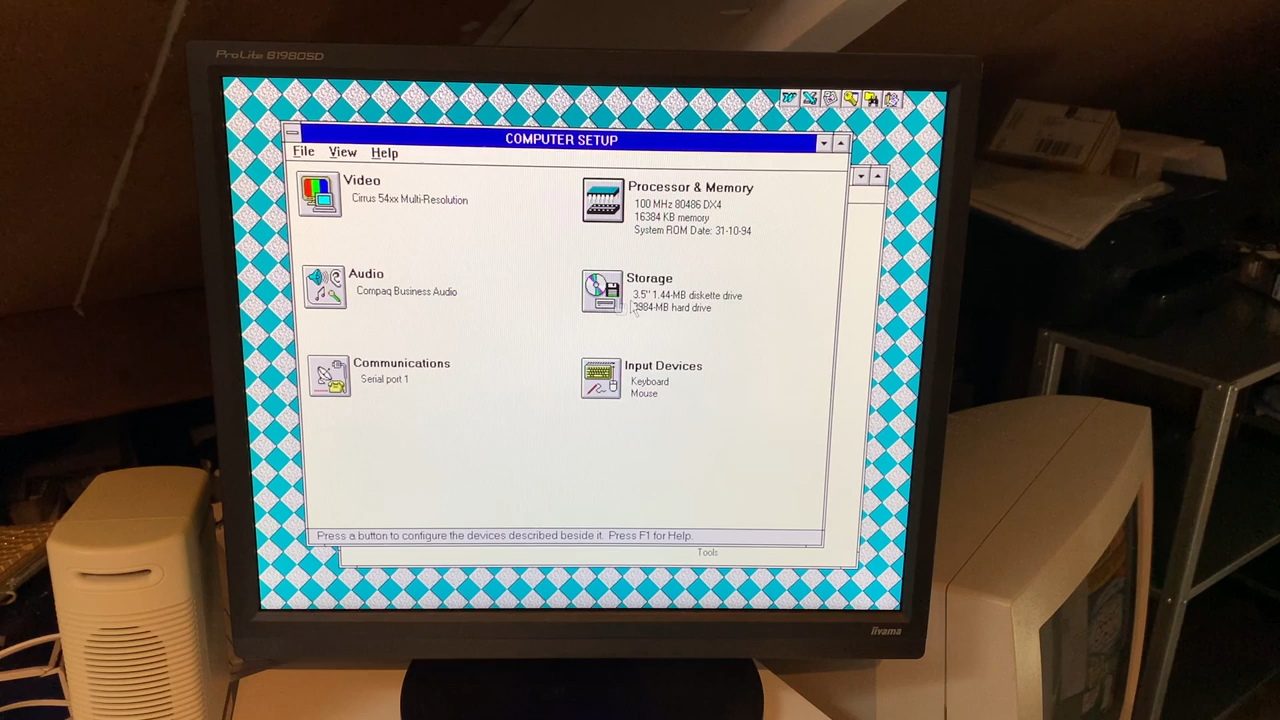 ProLite B1980SD
COMPUTER SETUP
File View Help
Video
Cirrus 54xx Multi-Resolution
Processor & Memory
100 MHz 80486 DX4
16384 KB memory
System ROM Date: 31-10-94
Audio
Compaq Business Audio
Storage
3.5" 1.44-MB diskette drive
984-MB hard drive
Communications
Serial port 1
Input Devices
Keyboard
Mouse
Press a button to configure the devices described beside it. Press F1 for Help.
Tools
iiyama